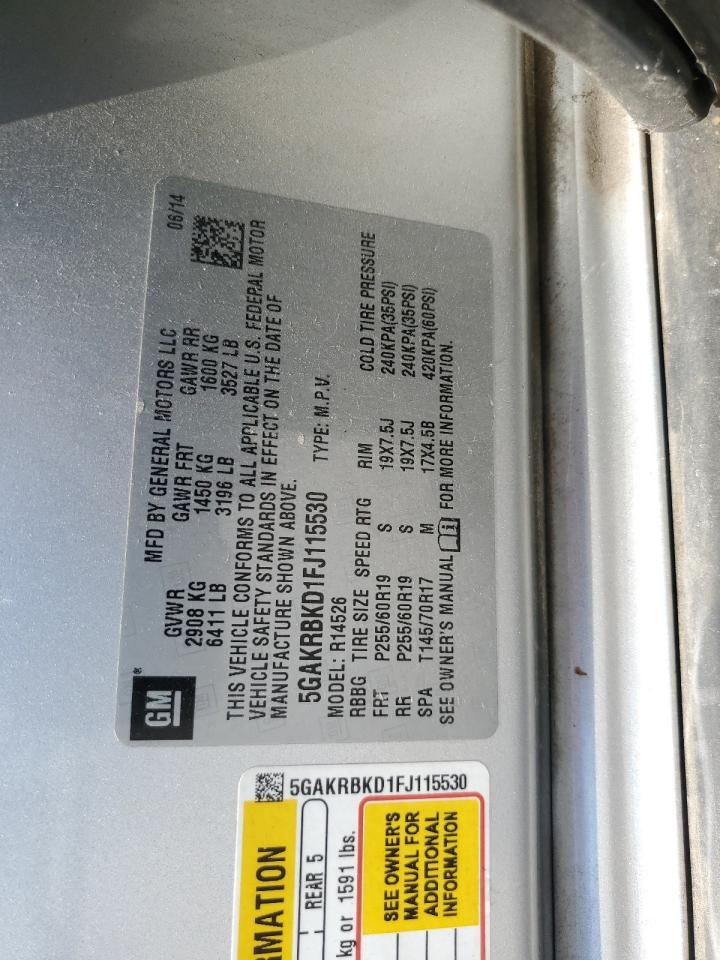 GM®
MFD BY GENERAL MOTORS LLC 06/14
GVWR GAWR FRT GAWR RR
2908 KG 1450 KG 1600 KG
6411 LB 3196 LB 3527 LB
THIS VEHICLE CONFORMS TO ALL APPLICABLE U.S. FEDERAL MOTOR
VEHICLE SAFETY STANDARDS IN EFFECT ON THE DATE OF
MANUFACTURE SHOWN ABOVE.
5GAKRBKD1FJ115530 TYPE: M.P.V.
MODEL: R14526
RBBG TIRE SIZE SPEED RTG RIM COLD TIRE PRESSURE
FRT P255/60R19 S 19X7.5J 240KPA(35PSI)
RR P255/60R19 S 19X7.5J 240KPA(35PSI)
SPA T145/70R17 M 17X4.5B 420KPA(60PSI)
SEE OWNER'S MANUAL FOR MORE INFORMATION.
5GAKRBKD1FJ115530
RMATION
REAR 5
kg or 1591 lbs.
SEE OWNER'S
MANUAL FOR
ADDITIONAL
INFORMATION